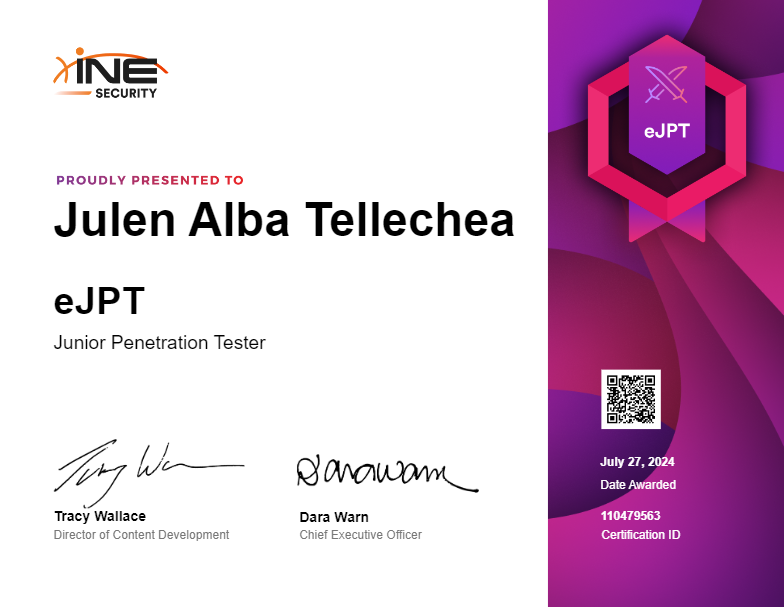 iNE
SECURITY
PROUDLY PRESENTED TO
Julen Alba Tellechea
eJPT
Junior Penetration Tester
Tracy Wallace
Director of Content Development
Dara Warn
Chief Executive Officer
eJPT
July 27, 2024
Date Awarded
110479563
Certification ID